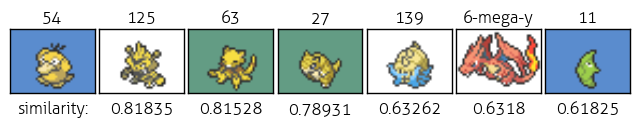 54 125 63 27 139 6-mega-y 11
similarity: 0.81835 0.81528 0.78931 0.63262 0.6318 0.61825